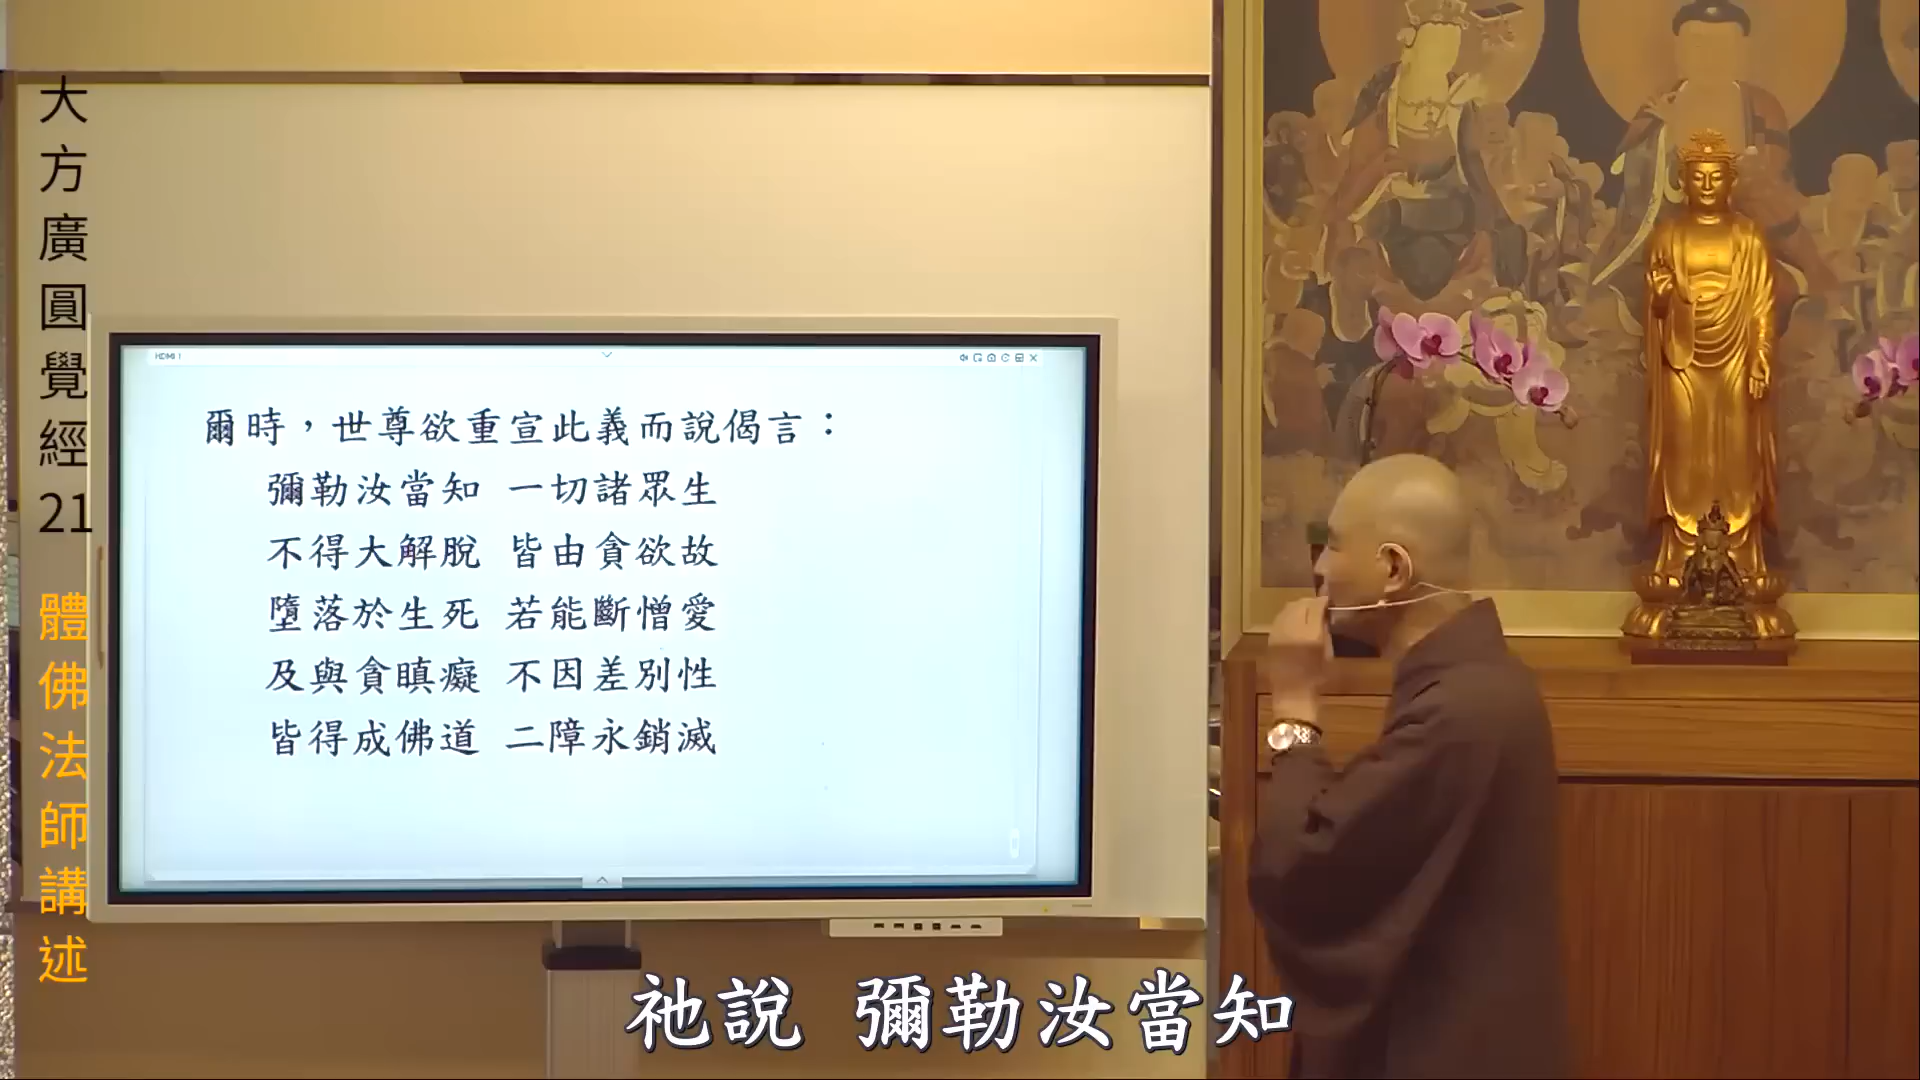 大方廣圓覺經21
體佛法師講述
HDMI 1
爾時，世尊欲重宣此義而說偈言：
彌勒汝當知 一切諸眾生
不得大解脫 皆由貪欲故
墮落於生死 若能斷憎愛
及與貪瞋癡 不因差別性
皆得成佛道 二障永銷滅
祂說 彌勒汝當知